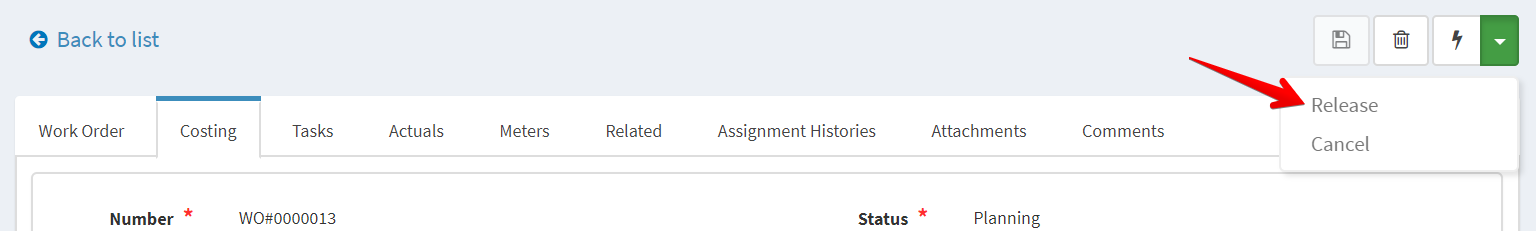 Back to list
Release
Cancel
Work Order Costing Tasks Actuals Meters Related Assignment Histories Attachments Comments
Number * WO#0000013 Status * Planning